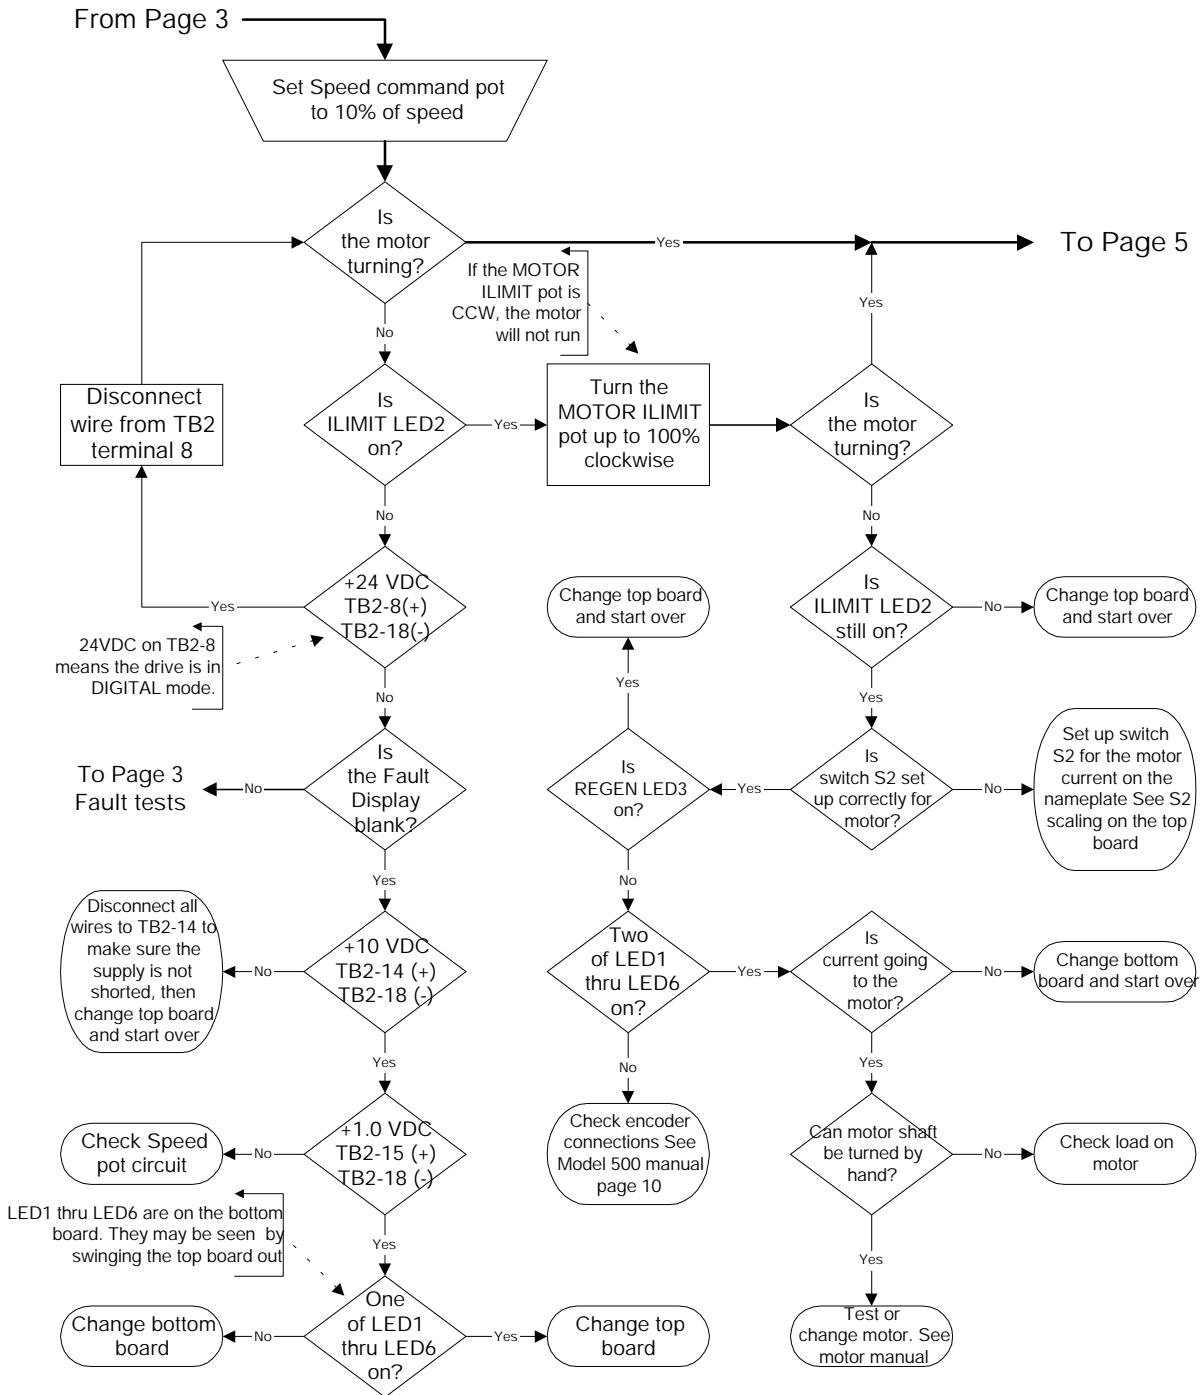 From Page 3
Set Speed command pot
to 10% of speed
Is
the motor
turning?
Yes
To Page 5
If the MOTOR
ILIMIT pot is
CCW, the motor
will not run
No
Yes
Disconnect
wire from TB2
terminal 8
Is
ILIMIT LED2
on?
Yes
Turn the
MOTOR ILIMIT
pot up to 100%
clockwise
Is
the motor
turning?
No
No
+24 VDC
TB2-8(+)
TB2-18(-)
Yes
24VDC on TB2-8
means the drive is in
DIGITAL mode.
Change top board
and start over
Is
ILIMIT LED2
still on?
No
Change top board
and start over
No
Yes
Yes
To Page 3
Fault tests
No
Is
the Fault
Display
blank?
Is
REGEN LED3
on?
Yes
Is
switch S2 set
up correctly for
motor?
No
Set up switch
S2 for the motor
current on the
nameplate See S2
scaling on the top
board
Yes
No
Disconnect all
wires to TB2-14 to
make sure the
supply is not
shorted, then
change top board
and start over
No
+10 VDC
TB2-14 (+)
TB2-18 (-)
Two
of LED1
thru LED6
on?
Yes
Is
current going
to the
motor?
No
Change bottom
board and start over
Yes
No
Yes
Check Speed
pot circuit
No
+1.0 VDC
TB2-15 (+)
TB2-18 (-)
Check encoder
connections See
Model 500 manual
page 10
Can motor shaft
be turned by
hand?
No
Check load on
motor
LED1 thru LED6 are on the bottom
board. They may be seen by
swinging the top board out
Yes
Yes
Change bottom
board
No
One
of LED1
thru LED6
on?
Yes
Change top
board
Test or
change motor. See
motor manual